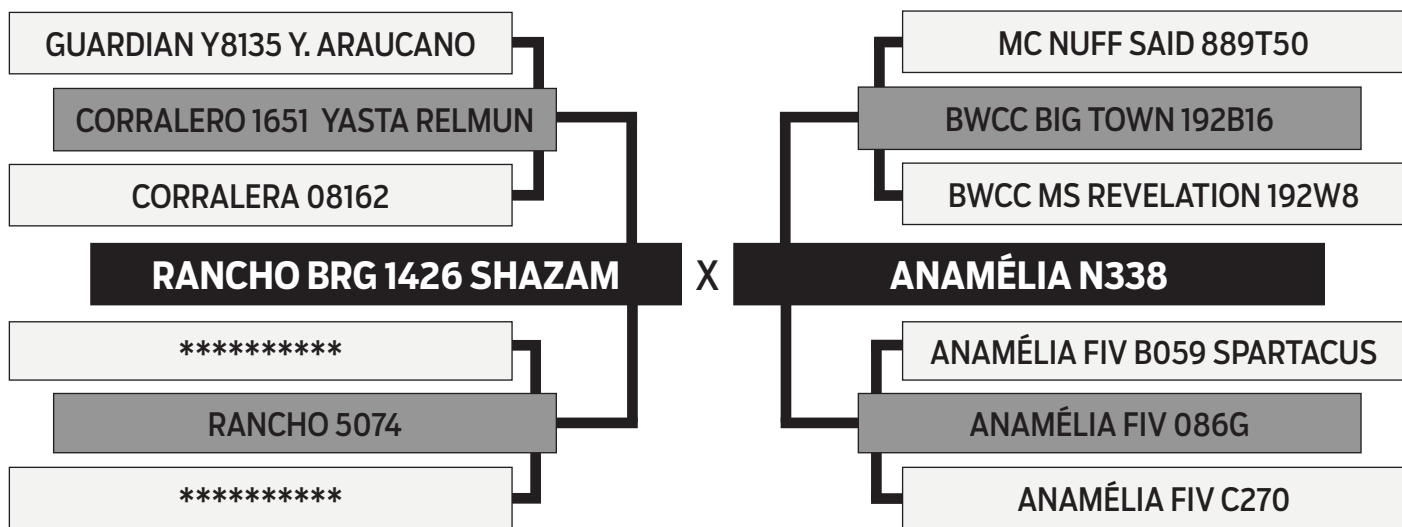 GUARDIAN Y8135 Y. ARAUCANO
CORRALERO 1651 YASTA RELMUN
CORRALERA 08162
RANCHO BRG 1426 SHAZAM
**********
RANCHO 5074
**********
X
MC NUFF SAID 889T50
BWCC BIG TOWN 192B16
BWCC MS REVELATION 192W8
ANAMÉLIA N338
ANAMÉLIA FIV B059 SPARTACUS
ANAMÉLIA FIV 086G
ANAMÉLIA FIV C270